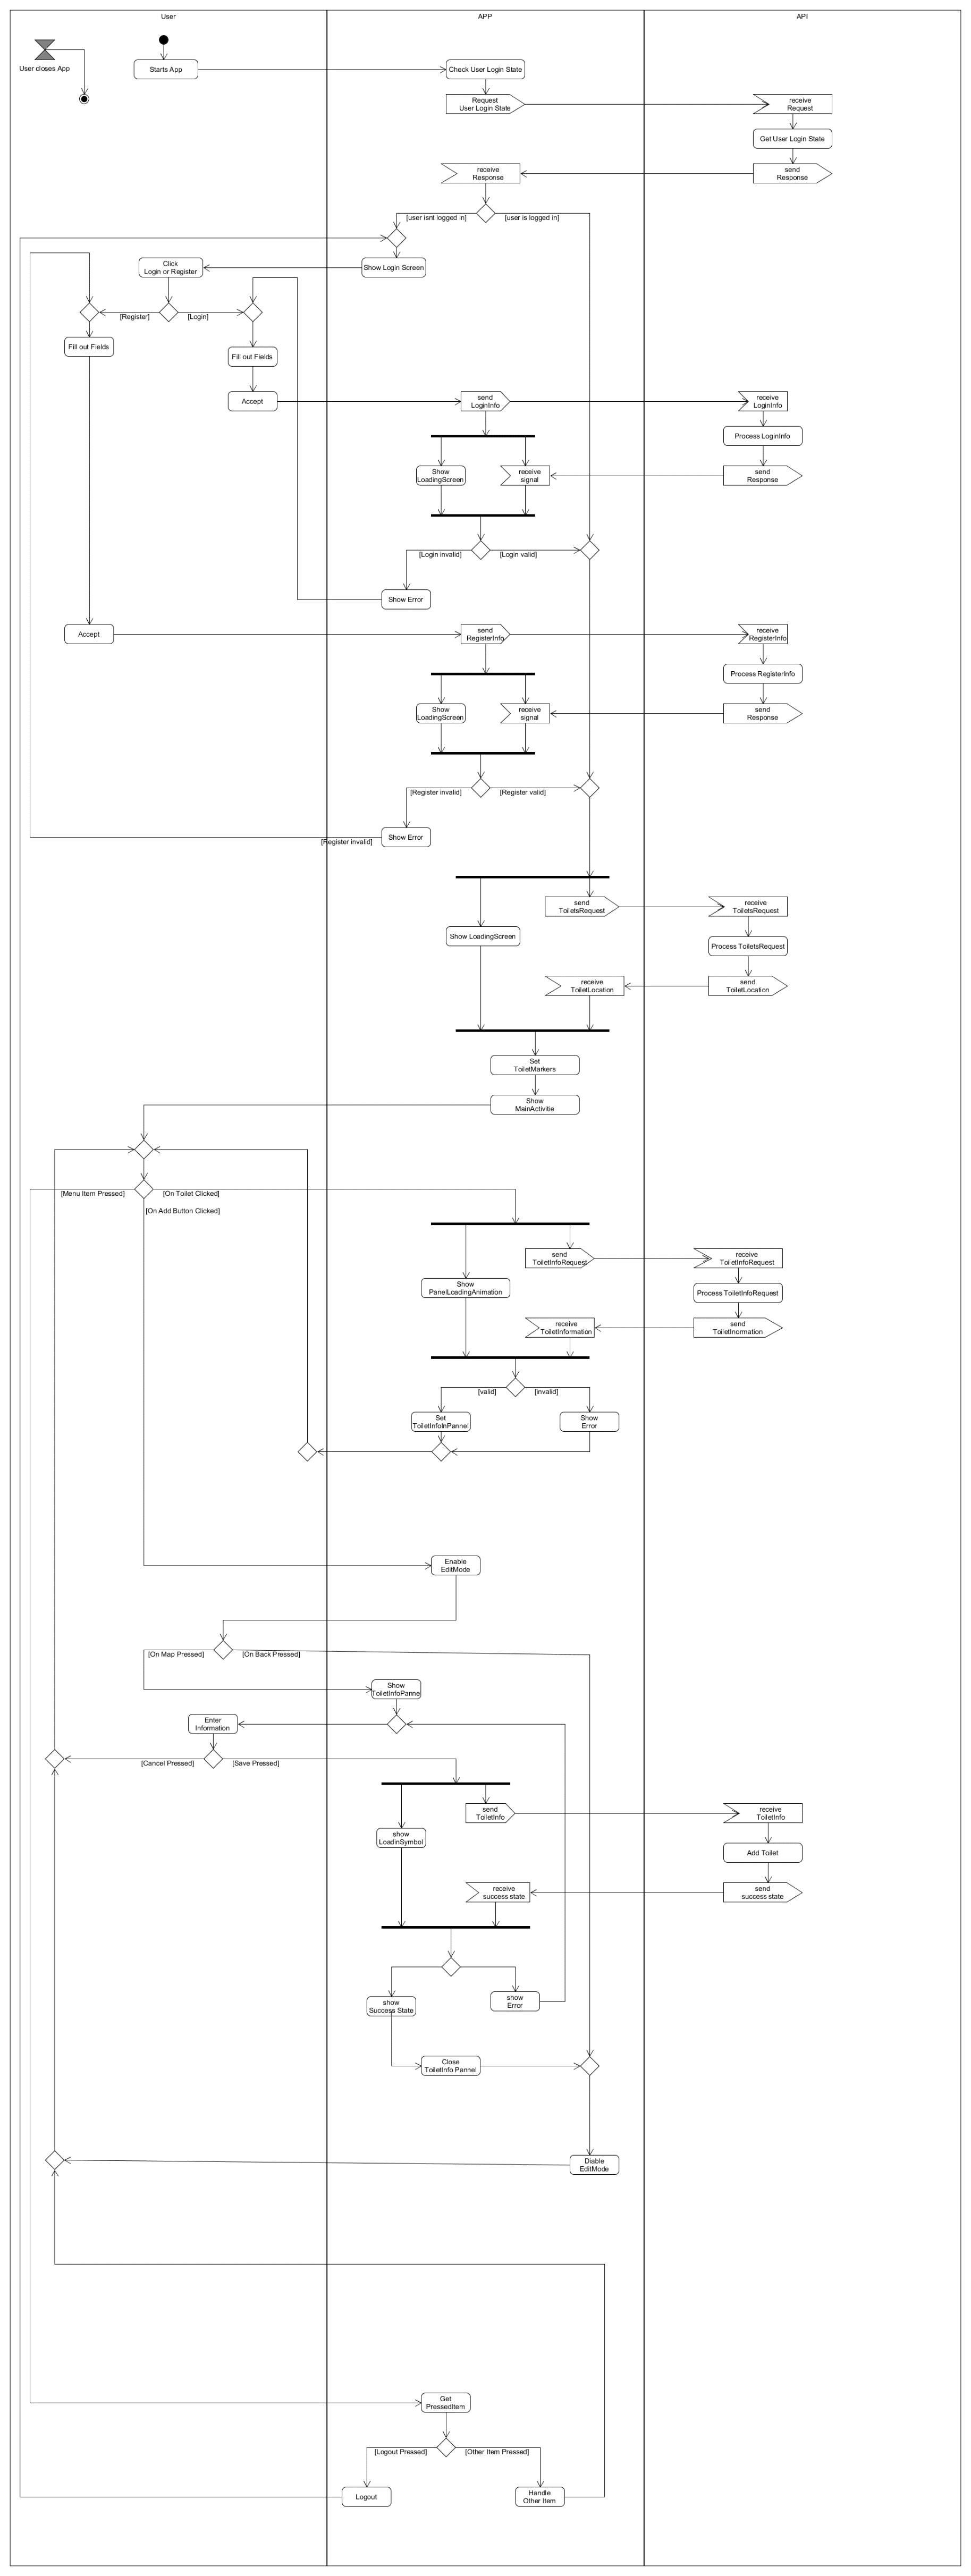 User
APP
API
User closes App
Starts App
Check User Login State
Request
User Login State
receive
Request
Get User Login State
receive
Response
send
Response
[user isnt logged in]
[user is logged in]
Click
Login or Register
Show Login Screen
[Register]
[Login]
Fill out Fields
Fill out Fields
Accept
send
LoginInfo
receive
LoginInfo
Process LoginInfo
Show
LoadingScreen
receive
signal
send
Response
[Login invalid]
[Login valid]
Show Error
Accept
send
RegisterInfo
receive
RegisterInfo
Process RegisterInfo
Show
LoadingScreen
receive
signal
send
Response
[Register invalid]
[Register valid]
Show Error
[Register invalid]
send
ToiletsRequest
receive
ToiletsRequest
Show LoadingScreen
Process ToiletsRequest
receive
ToiletLocation
send
ToiletLocation
Set
ToiletMarkers
Show
MainActivitie
[Menu Item Pressed]
[On Toilet Clicked]
[On Add Button Clicked]
send
ToiletInfoRequest
receive
ToiletInfoRequest
Show
PanelLoadingAnimation
Process ToiletInfoRequest
receive
ToiletInformation
send
ToiletInormation
[valid]
[invalid]
Set
ToiletInfoInPannel
Show
Error
Enable
EditMode
[On Map Pressed]
[On Back Pressed]
Show
ToiletInfoPanne
Enter
Information
[Cancel Pressed]
[Save Pressed]
send
ToiletInfo
receive
ToiletInfo
show
LoadinSymbol
Add Toilet
receive
success state
send
success state
show
Success State
show
Error
Close
ToiletInfo Pannel
Diable
EditMode
Get
PressedItem
[Logout Pressed]
[Other Item Pressed]
Logout
Handle
Other Item